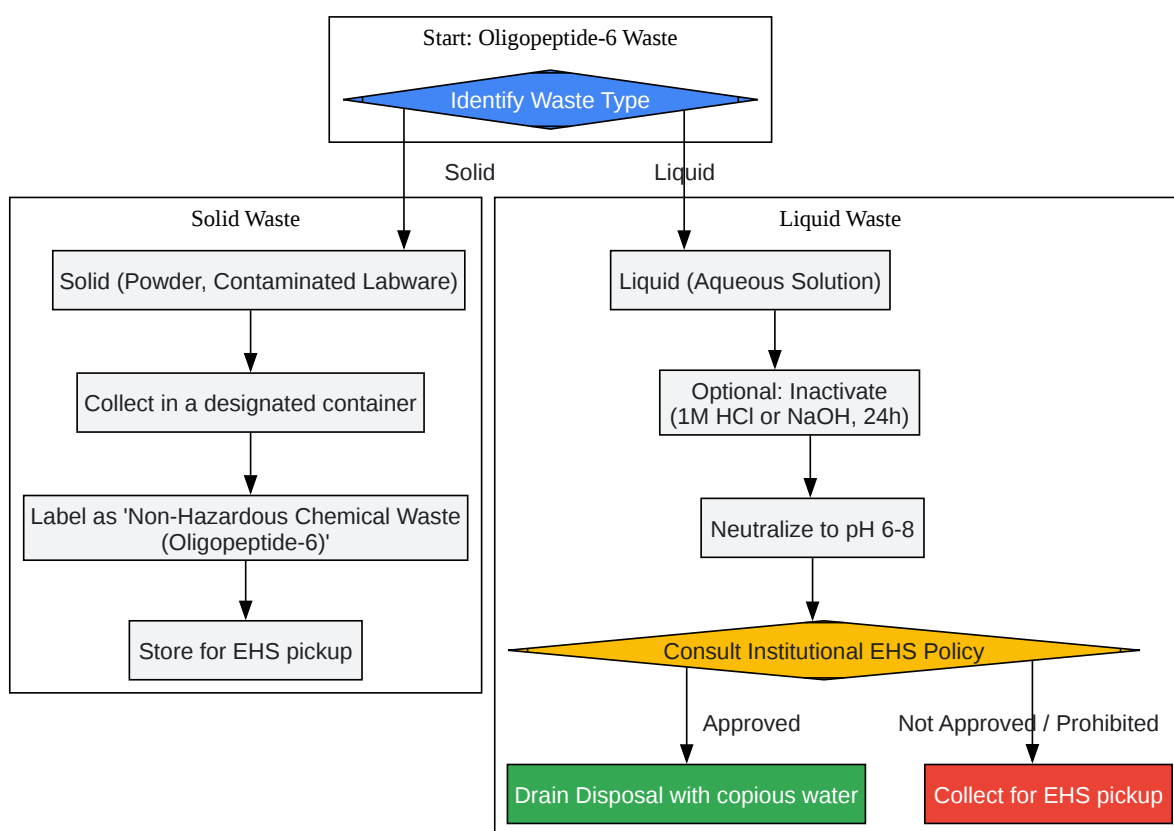 Start: Oligopeptide-6 Waste
Identify Waste Type
Solid
Liquid
Solid Waste
Solid (Powder, Contaminated Labware)
Collect in a designated container
Label as 'Non-Hazardous Chemical Waste
(Oligopeptide-6)'
Store for EHS pickup
Liquid Waste
Liquid (Aqueous Solution)
Optional: Inactivate
(1M HCl or NaOH, 24h)
Neutralize to pH 6-8
Consult Institutional EHS Policy
Approved
Not Approved / Prohibited
Drain Disposal with copious water
Collect for EHS pickup